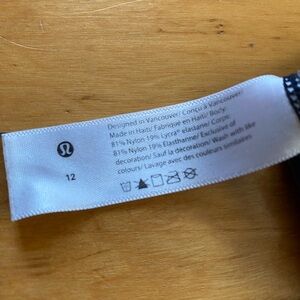 Designed in Vancouver/ Conçu à Vancouver/
Made in Haiti/ Fabriqué en Haïti/ Body:
81% Nylon 19% Lycra® elastane/ Corps:
81% Nylon 19% Élasthanne/ Exclusive of
decoration/ Sauf la décoration/ Wash with like
colours/ Lavage avec des couleurs similaires
12